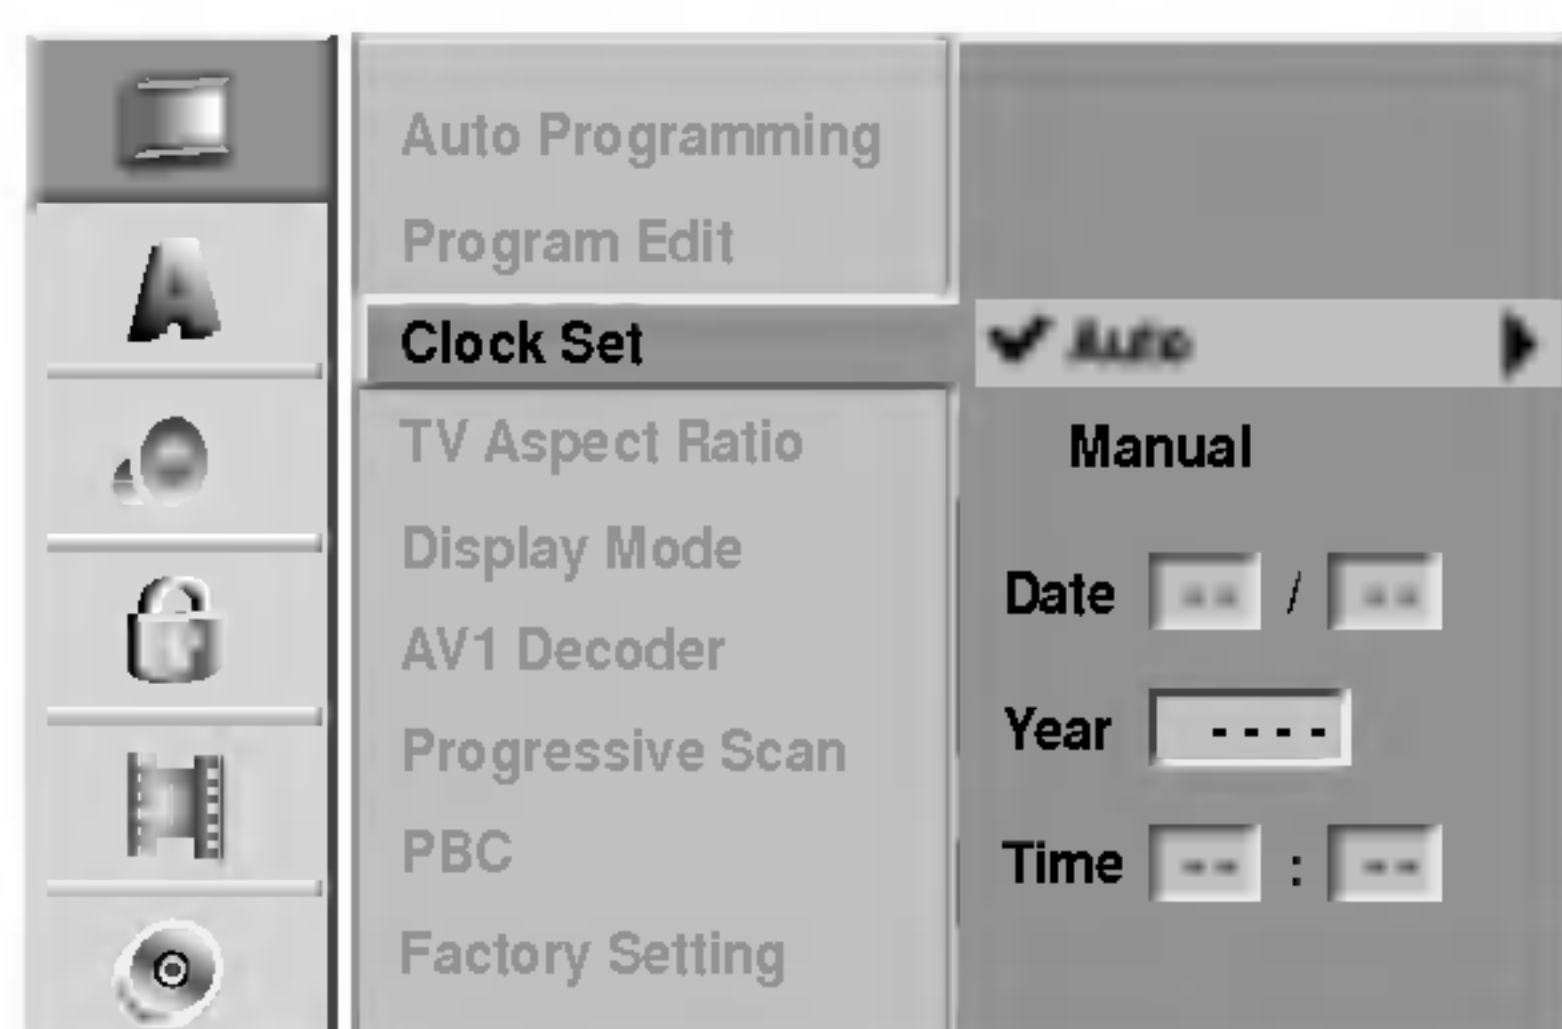 Auto Programming
Program Edit
Clock Set
TV Aspect Ratio
Display Mode
AV1 Decoder
Progressive Scan
PBC
Factory Setting
Auto
Manual
Date -- / --
Year ----
Time -- : --